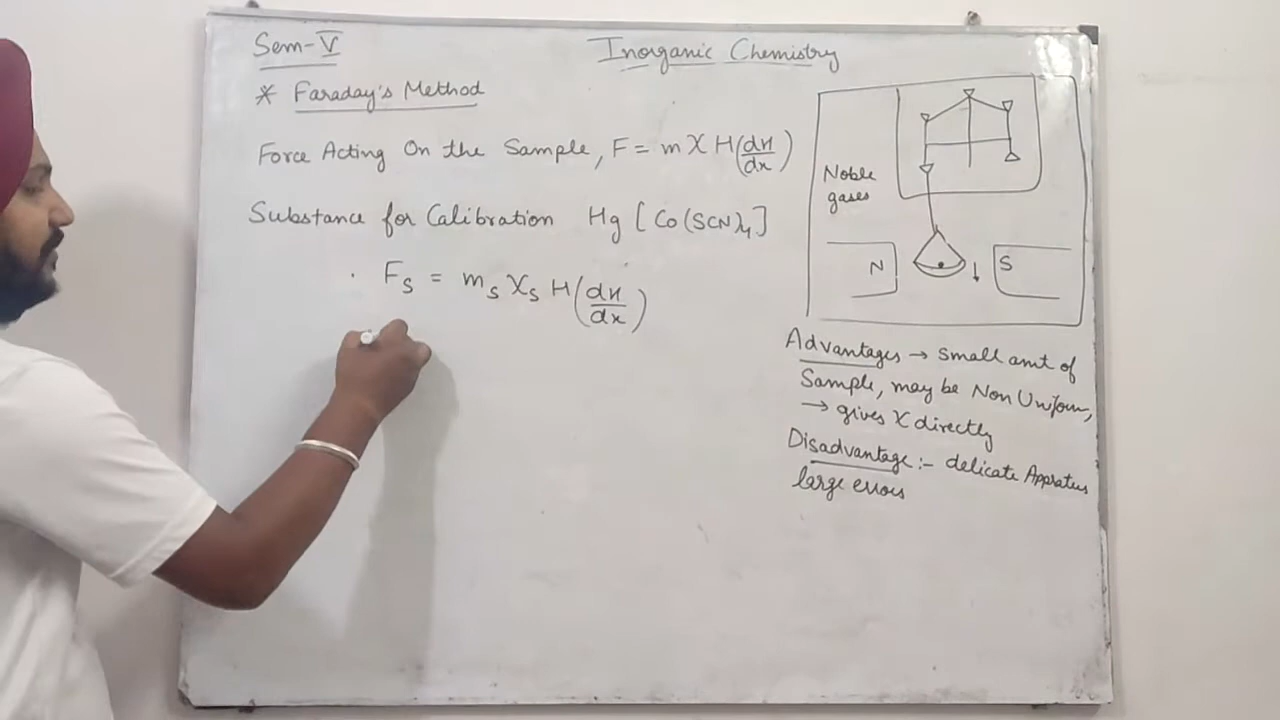 Sem-V
Inorganic Chemistry
* Faraday's Method
Force Acting On the Sample, F = m X H(dH/dx)
Substance for Calibration Hg [Co(SCN)4]
Fs = ms Xs H(dH/dx)
Noble
gases
N
S
Advantages → Small amt of
Sample, may be Non Uniform,
→ gives X directly
Disadvantage :- delicate Appratus
large errors